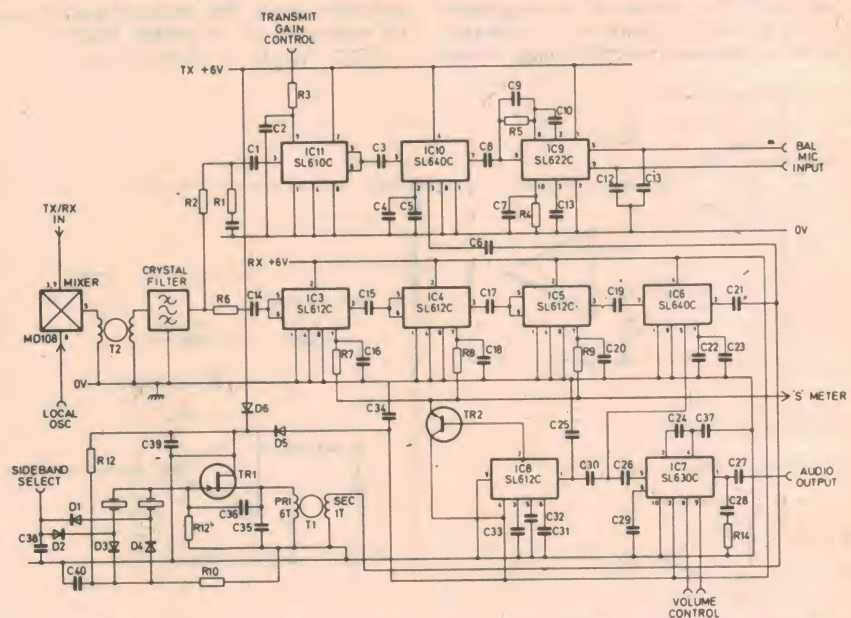 TRANSMIT
GAIN
CONTROL
TX +6V
R3
C2
C9
R5
C10
C1
IC11
SL610C
C3
IC10
SL640C
C8
IC9
SL622C
BAL
MIC
INPUT
R2
R1
C4
C5
C7
R4
C13
C12
C13
0V
C6
TX/RX
IN
MIXER
MD108
LOCAL
OSC
T2
CRYSTAL
FILTER
RX +6V
R6
C14
IC3
SL612C
C15
IC4
SL612C
C17
IC5
SL612C
C19
IC6
SL640C
C21
R7
C16
R8
C18
R9
C20
C22
C23
0V
'S' METER
D6
D5
C34
TR2
C25
C24
C37
SIDEBAND
SELECT
R12
C39
TR1
D1
D2
C38
D3
D4
R12
C36
C35
PRI
6T
T1
SEC
1T
C40
R10
IC8
SL612C
C30
C26
IC7
SL630C
C27
AUDIO
OUTPUT
C33
C32
C31
C29
C28
R14
VOLUME
CONTROL